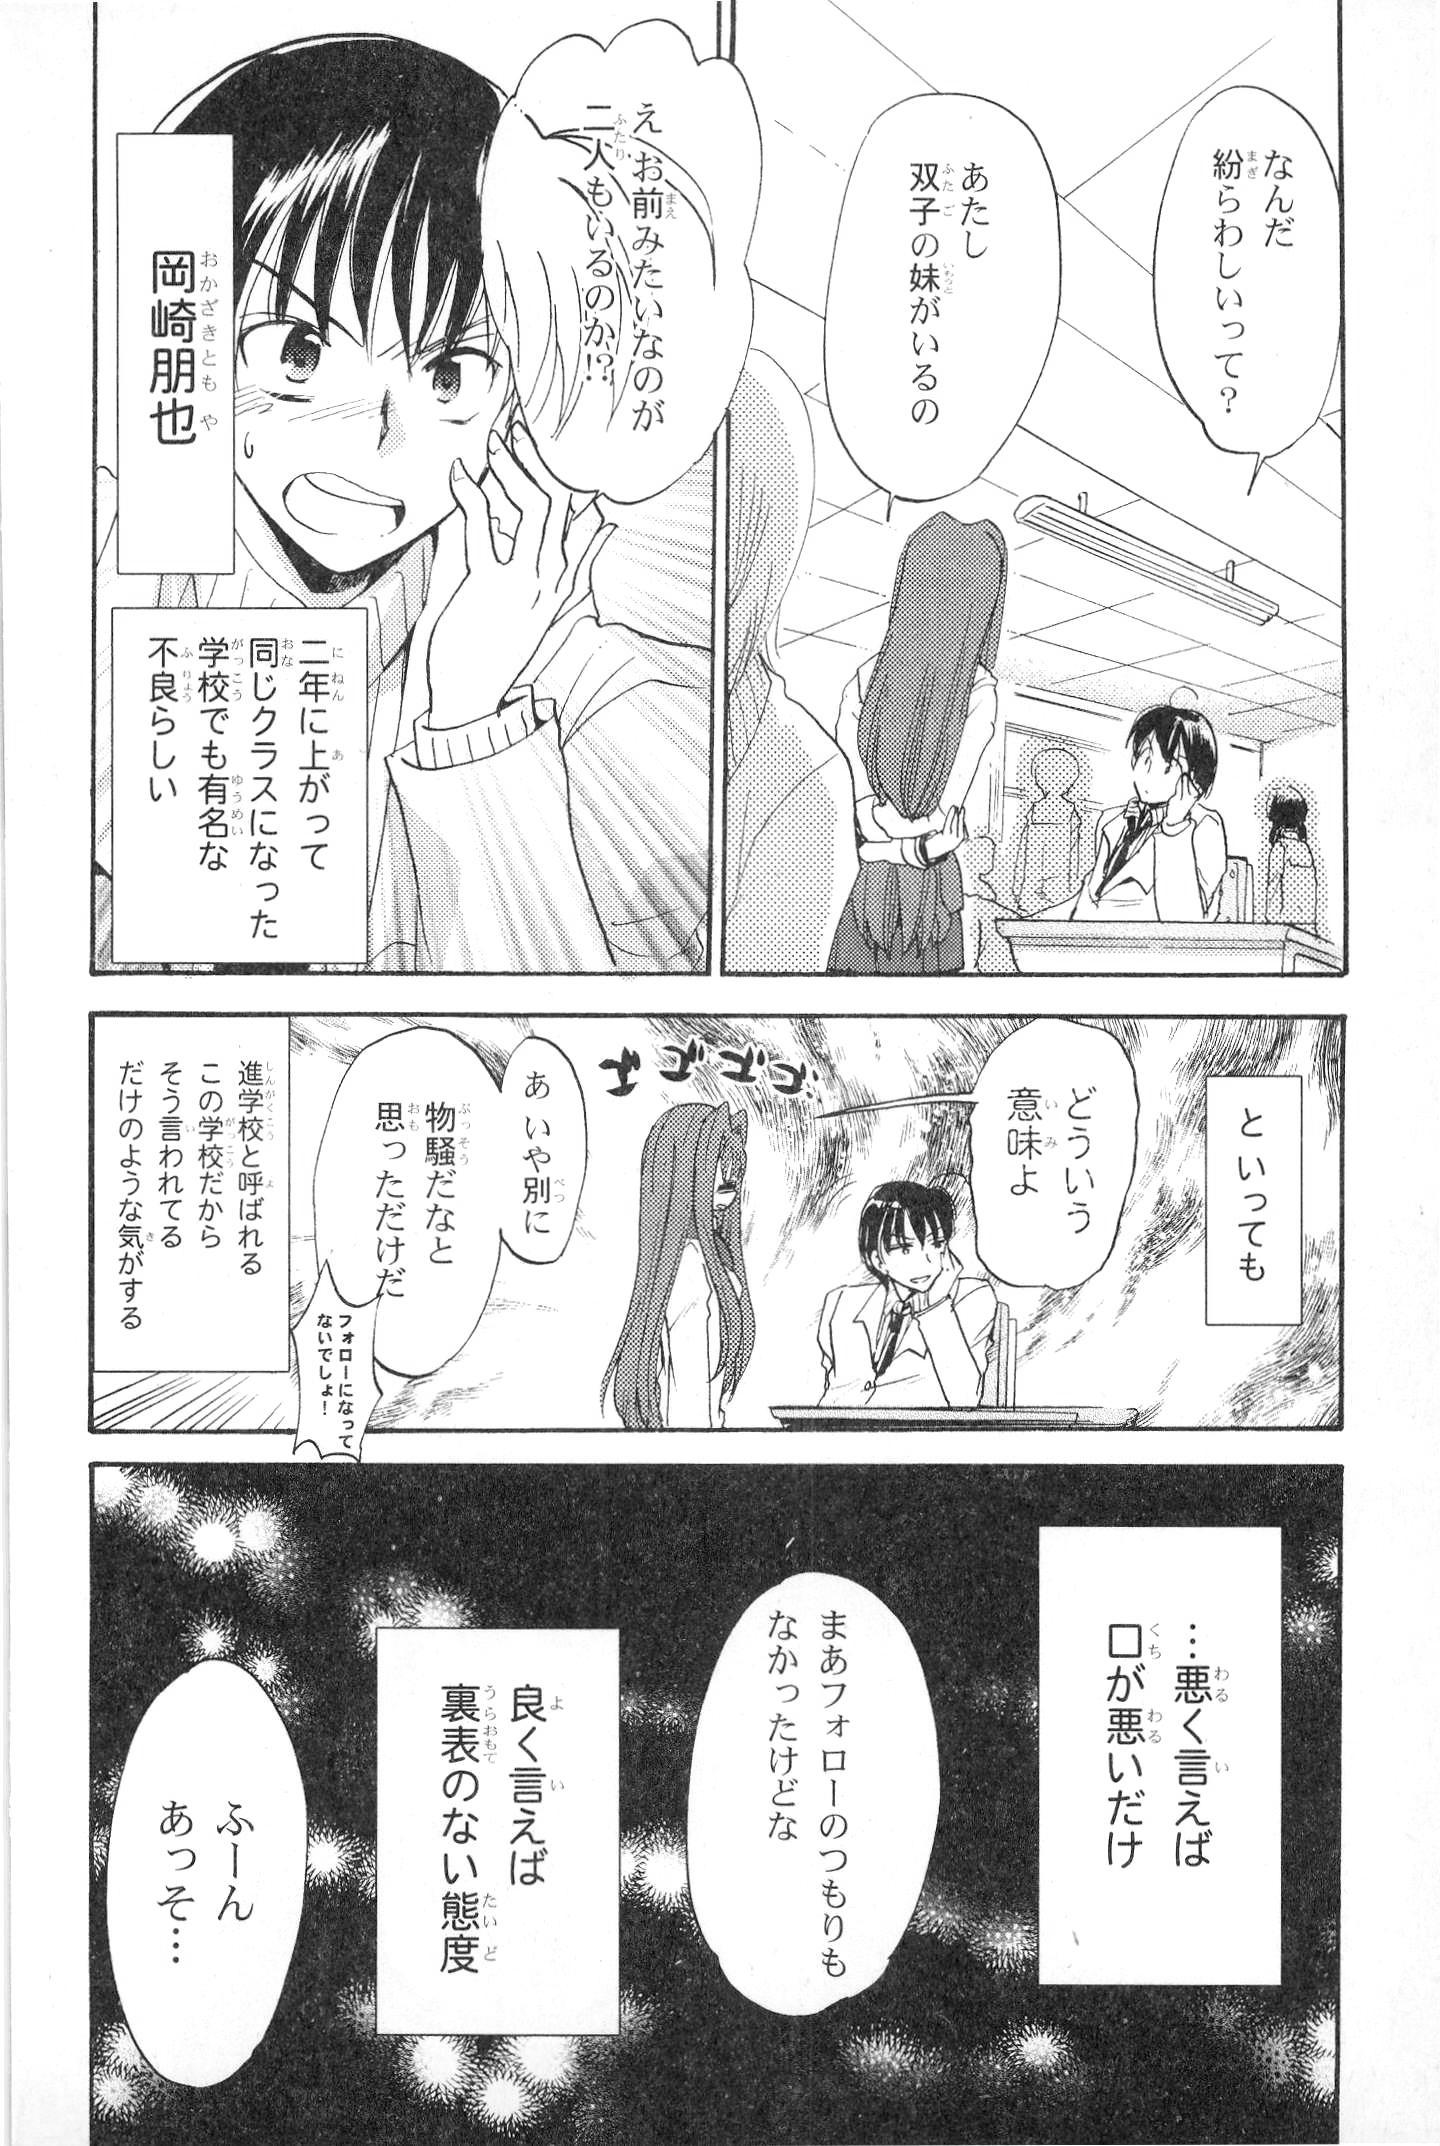 なんだ
紛らわしいって？
あたし
双子の妹がいるの
え お前みたいなのが
二人もいるのか!?
岡崎朋也
二年に上がって
同じクラスになった
学校でも有名な
不良らしい
といっても
どういう
意味よ
デデデデ
あ いや別に
物騒だなと
思っただけだ
フォローになって
ないでしょ！
進学校と呼ばれる
この学校だから
そう言われてる
だけのような気がする
…悪く言えば
口が悪いだけ
まあフォローのつもりも
なかったけどな
良く言えば
裏表のない態度
ふーん
あっそ…